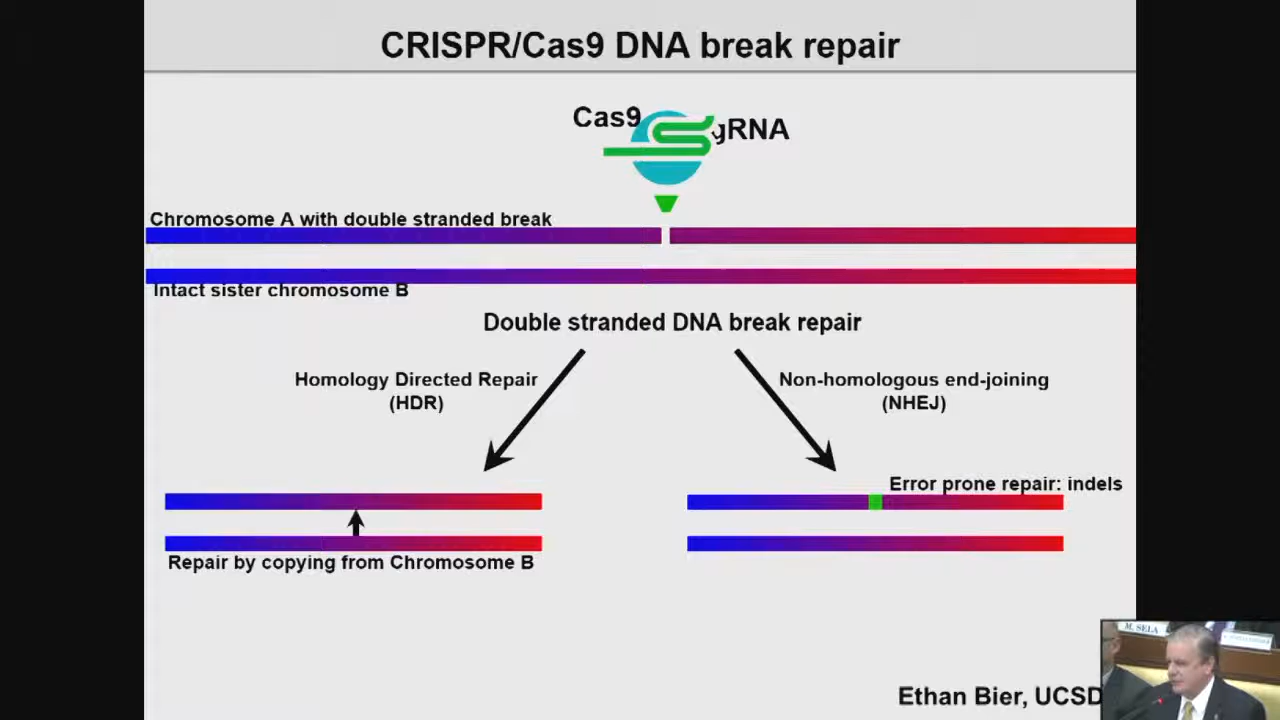 CRISPR/Cas9 DNA break repair
Cas9
gRNA
Chromosome A with double stranded break
Intact sister chromosome B
Double stranded DNA break repair
Homology Directed Repair
(HDR)
Non-homologous end-joining
(NHEJ)
Error prone repair: indels
Repair by copying from Chromosome B
Ethan Bier, UCSD
M. SELA